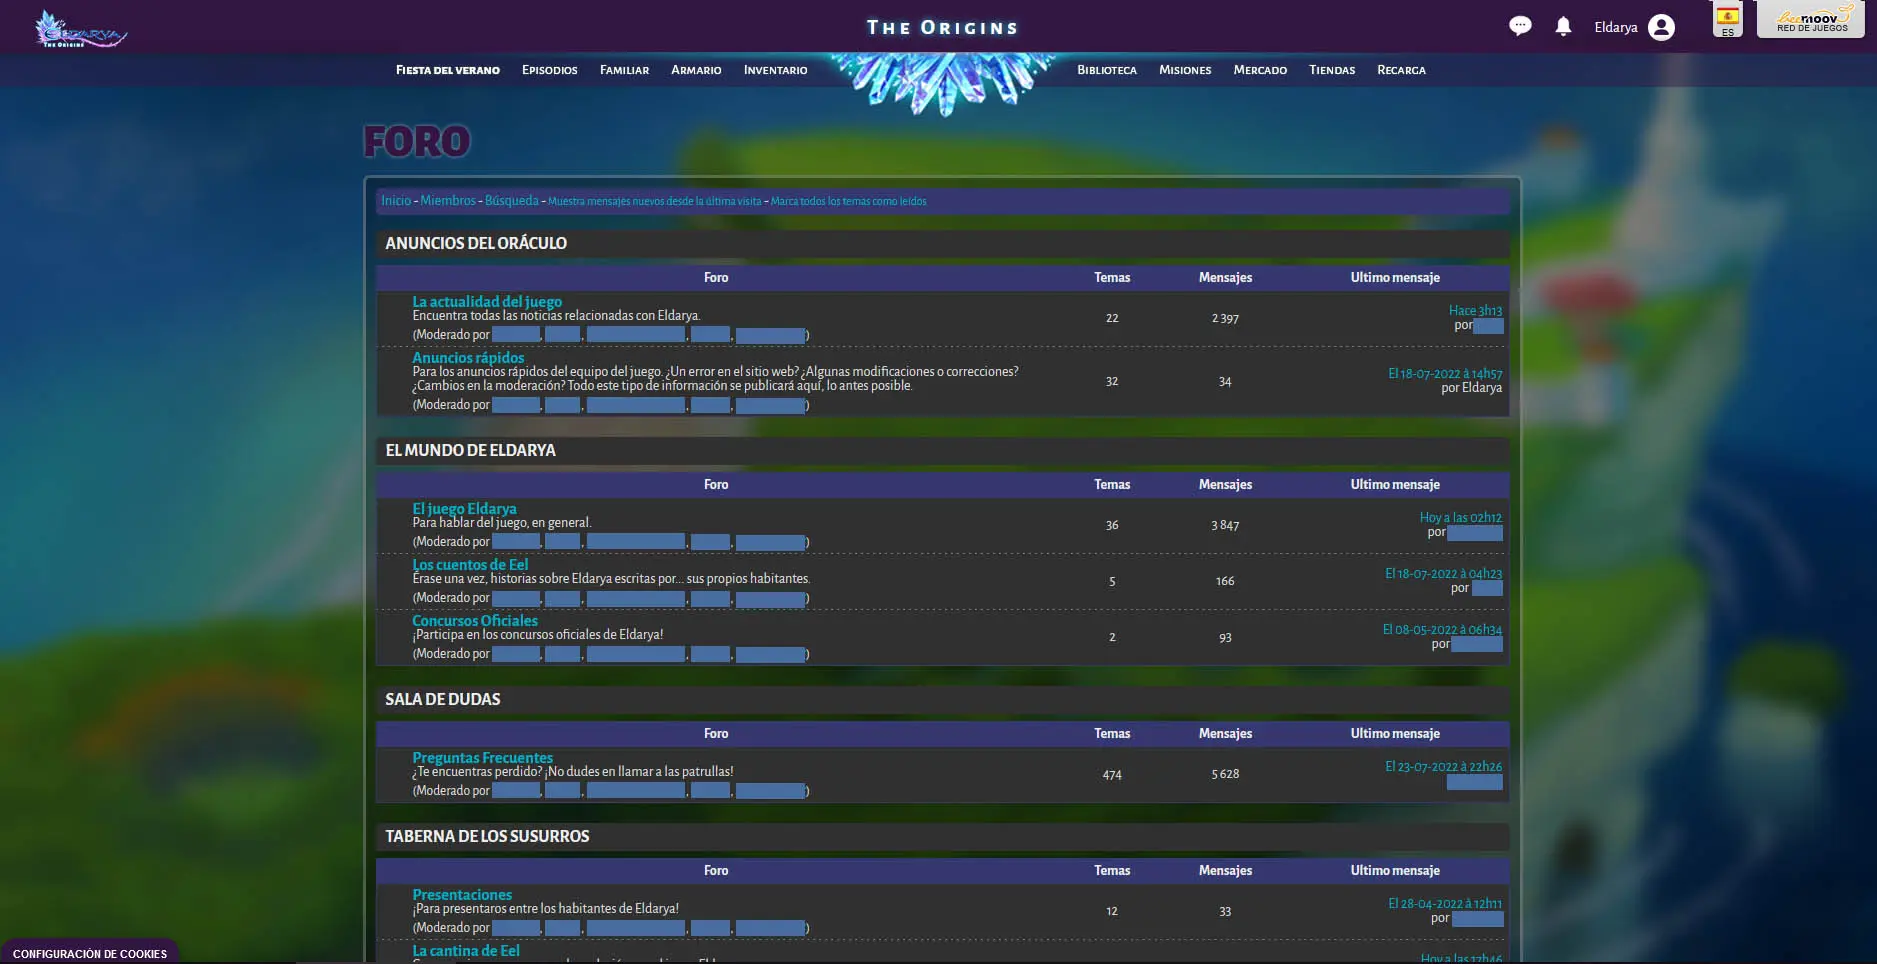 ELDARYA
THE ORIGINS
THE ORIGINS
Eldarya
ES
beemoov
RED DE JUEGOS
FIESTA DEL VERANO EPISODIOS FAMILIAR ARMARIO INVENTARIO BIBLIOTECA MISIONES MERCADO TIENDAS RECARGA
FORO
Inicio - Miembros - Búsqueda - Muestra mensajes nuevos desde la última visita - Marca todos los temas como leídos
ANUNCIOS DEL ORÁCULO
Foro Temas Mensajes Ultimo mensaje
La actualidad del juego
Encuentra todas las noticias relacionadas con Eldarya.
(Moderado por , , , , )
22 2 397 Hace 3h13
por
Anuncios rápidos
Para los anuncios rápidos del equipo del juego. ¿Un error en el sitio web? ¿Algunas modificaciones o correcciones?
¿Cambios en la moderación? Todo este tipo de información se publicará aquí, lo antes posible.
(Moderado por , , , , )
32 34 El 18-07-2022 à 14h57
por Eldarya
EL MUNDO DE ELDARYA
Foro Temas Mensajes Ultimo mensaje
El juego Eldarya
Para hablar del juego, en general.
(Moderado por , , , , )
36 3 847 Hoy a las 02h12
por
Los cuentos de Eel
Érase una vez, historias sobre Eldarya escritas por... sus propios habitantes.
(Moderado por , , , , )
5 166 El 18-07-2022 à 04h23
por
Concursos Oficiales
¡Participa en los concursos oficiales de Eldarya!
(Moderado por , , , , )
2 93 El 08-05-2022 à 06h34
por
SALA DE DUDAS
Foro Temas Mensajes Ultimo mensaje
Preguntas Frecuentes
¿Te encuentras perdido? ¡No dudes en llamar a las patrullas!
(Moderado por , , , , )
474 5 628 El 23-07-2022 à 22h26
TABERNA DE LOS SUSURROS
Foro Temas Mensajes Ultimo mensaje
Presentaciones
¡Para presentaros entre los habitantes de Eldarya!
(Moderado por , , , , )
12 33 El 28-04-2022 à 12h11
por
La cantina de Eel
Hoy a las 17h46
CONFIGURACIÓN DE COOKIES